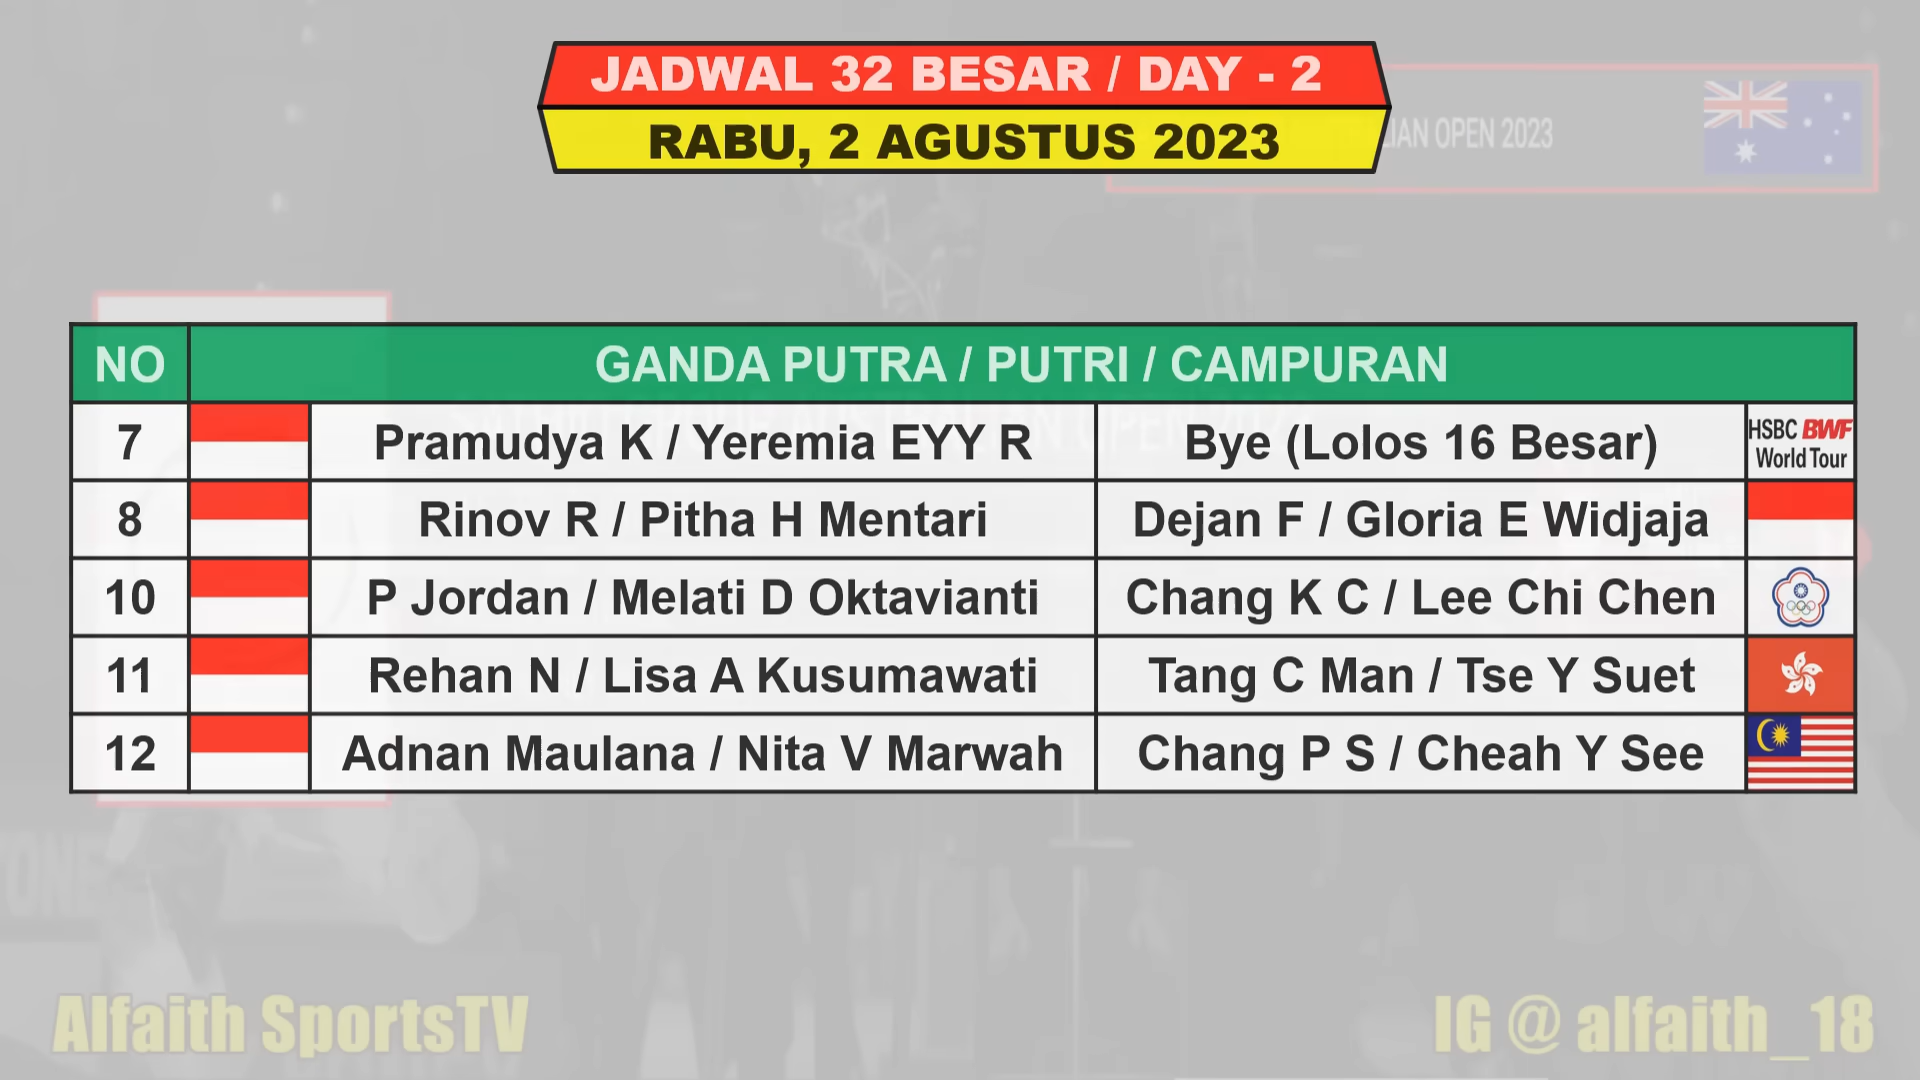 JADWAL 32 BESAR / DAY - 2
RABU, 2 AGUSTUS 2023
OPEN 2023
NO GANDA PUTRA / PUTRI / CAMPURAN
7 Pramudya K / Yeremia EYY R Bye (Lolos 16 Besar) HSBC BWF World Tour
8 Rinov R / Pitha H Mentari Dejan F / Gloria E Widjaja
10 P Jordan / Melati D Oktavianti Chang K C / Lee Chi Chen
11 Rehan N / Lisa A Kusumawati Tang C Man / Tse Y Suet
12 Adnan Maulana / Nita V Marwah Chang P S / Cheah Y See
Alfaith SportsTV IG @ alfaith_18